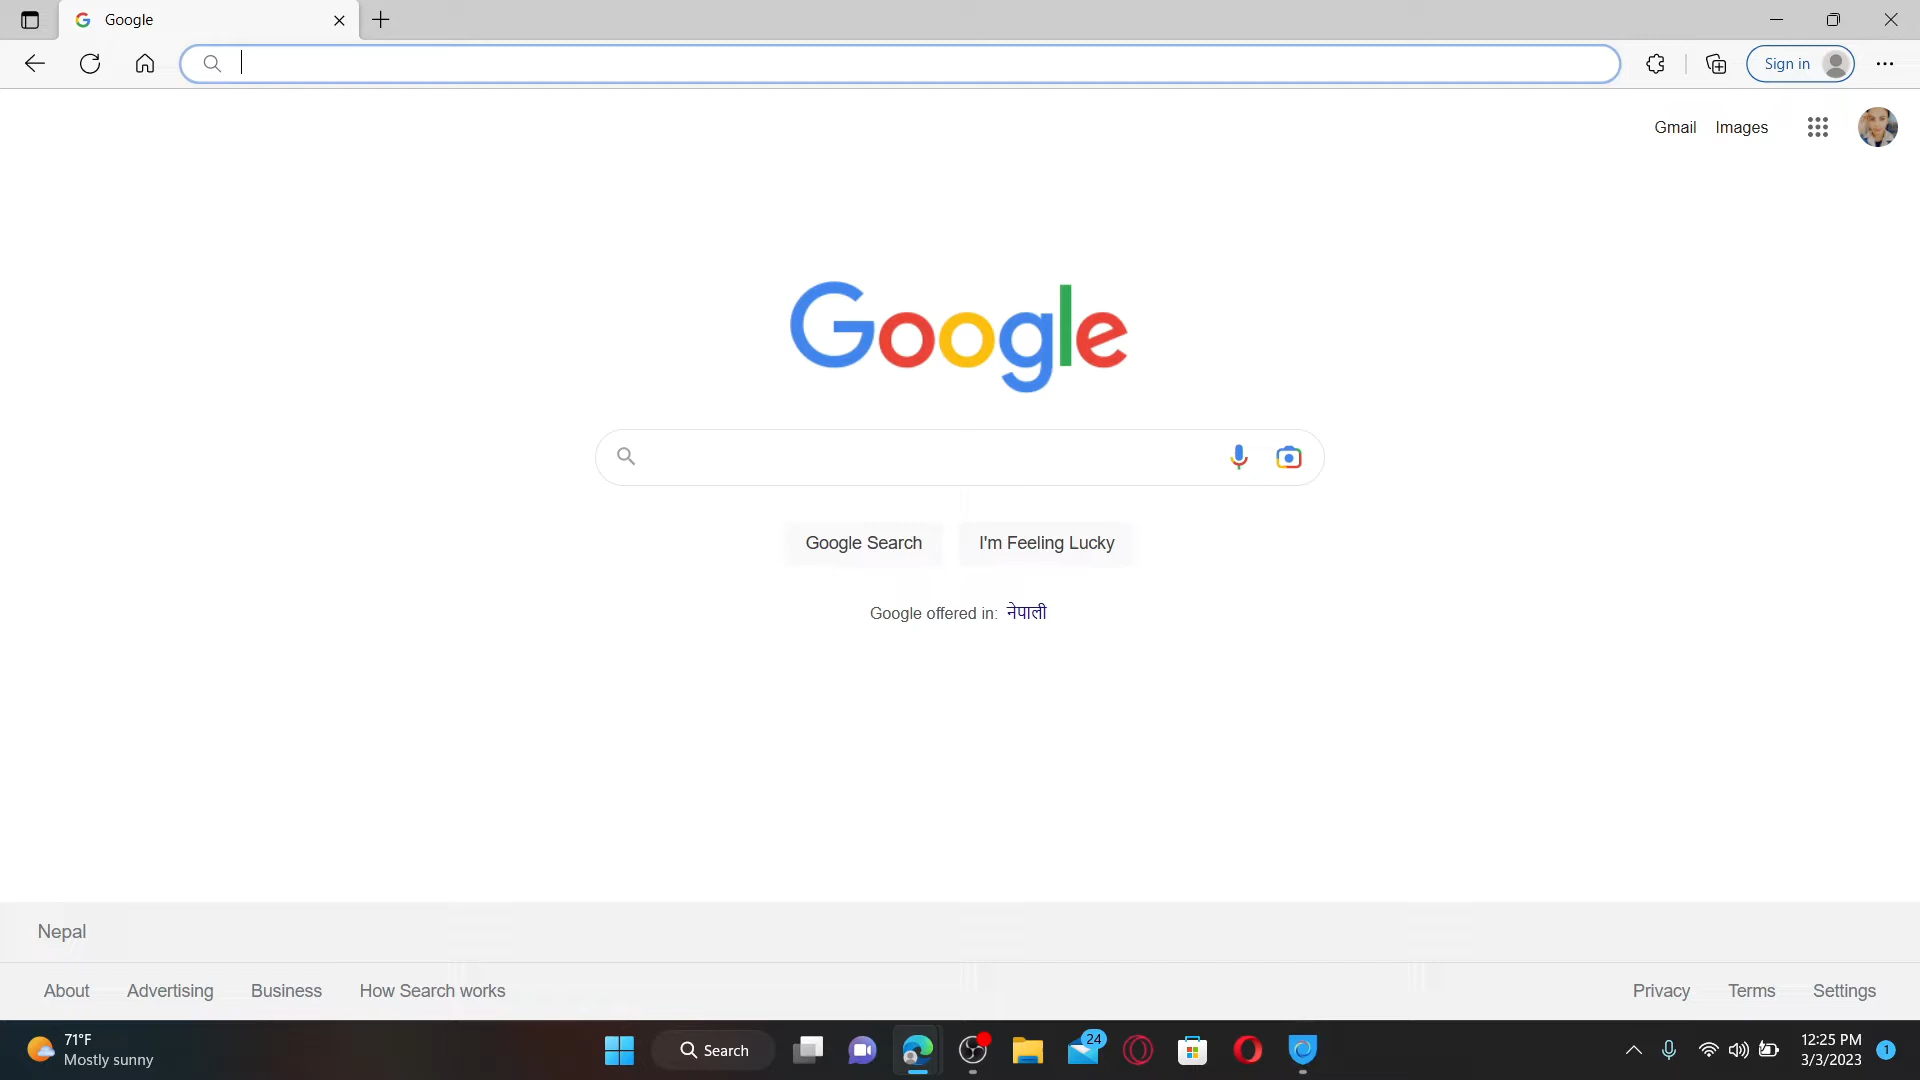 Google
Sign in
Gmail Images
Google
Google Search I'm Feeling Lucky
Google offered in: नेपाली
Nepal
About Advertising Business How Search works Privacy Terms Settings
71°F
Mostly sunny
Search
24
12:25 PM
3/3/2023
1